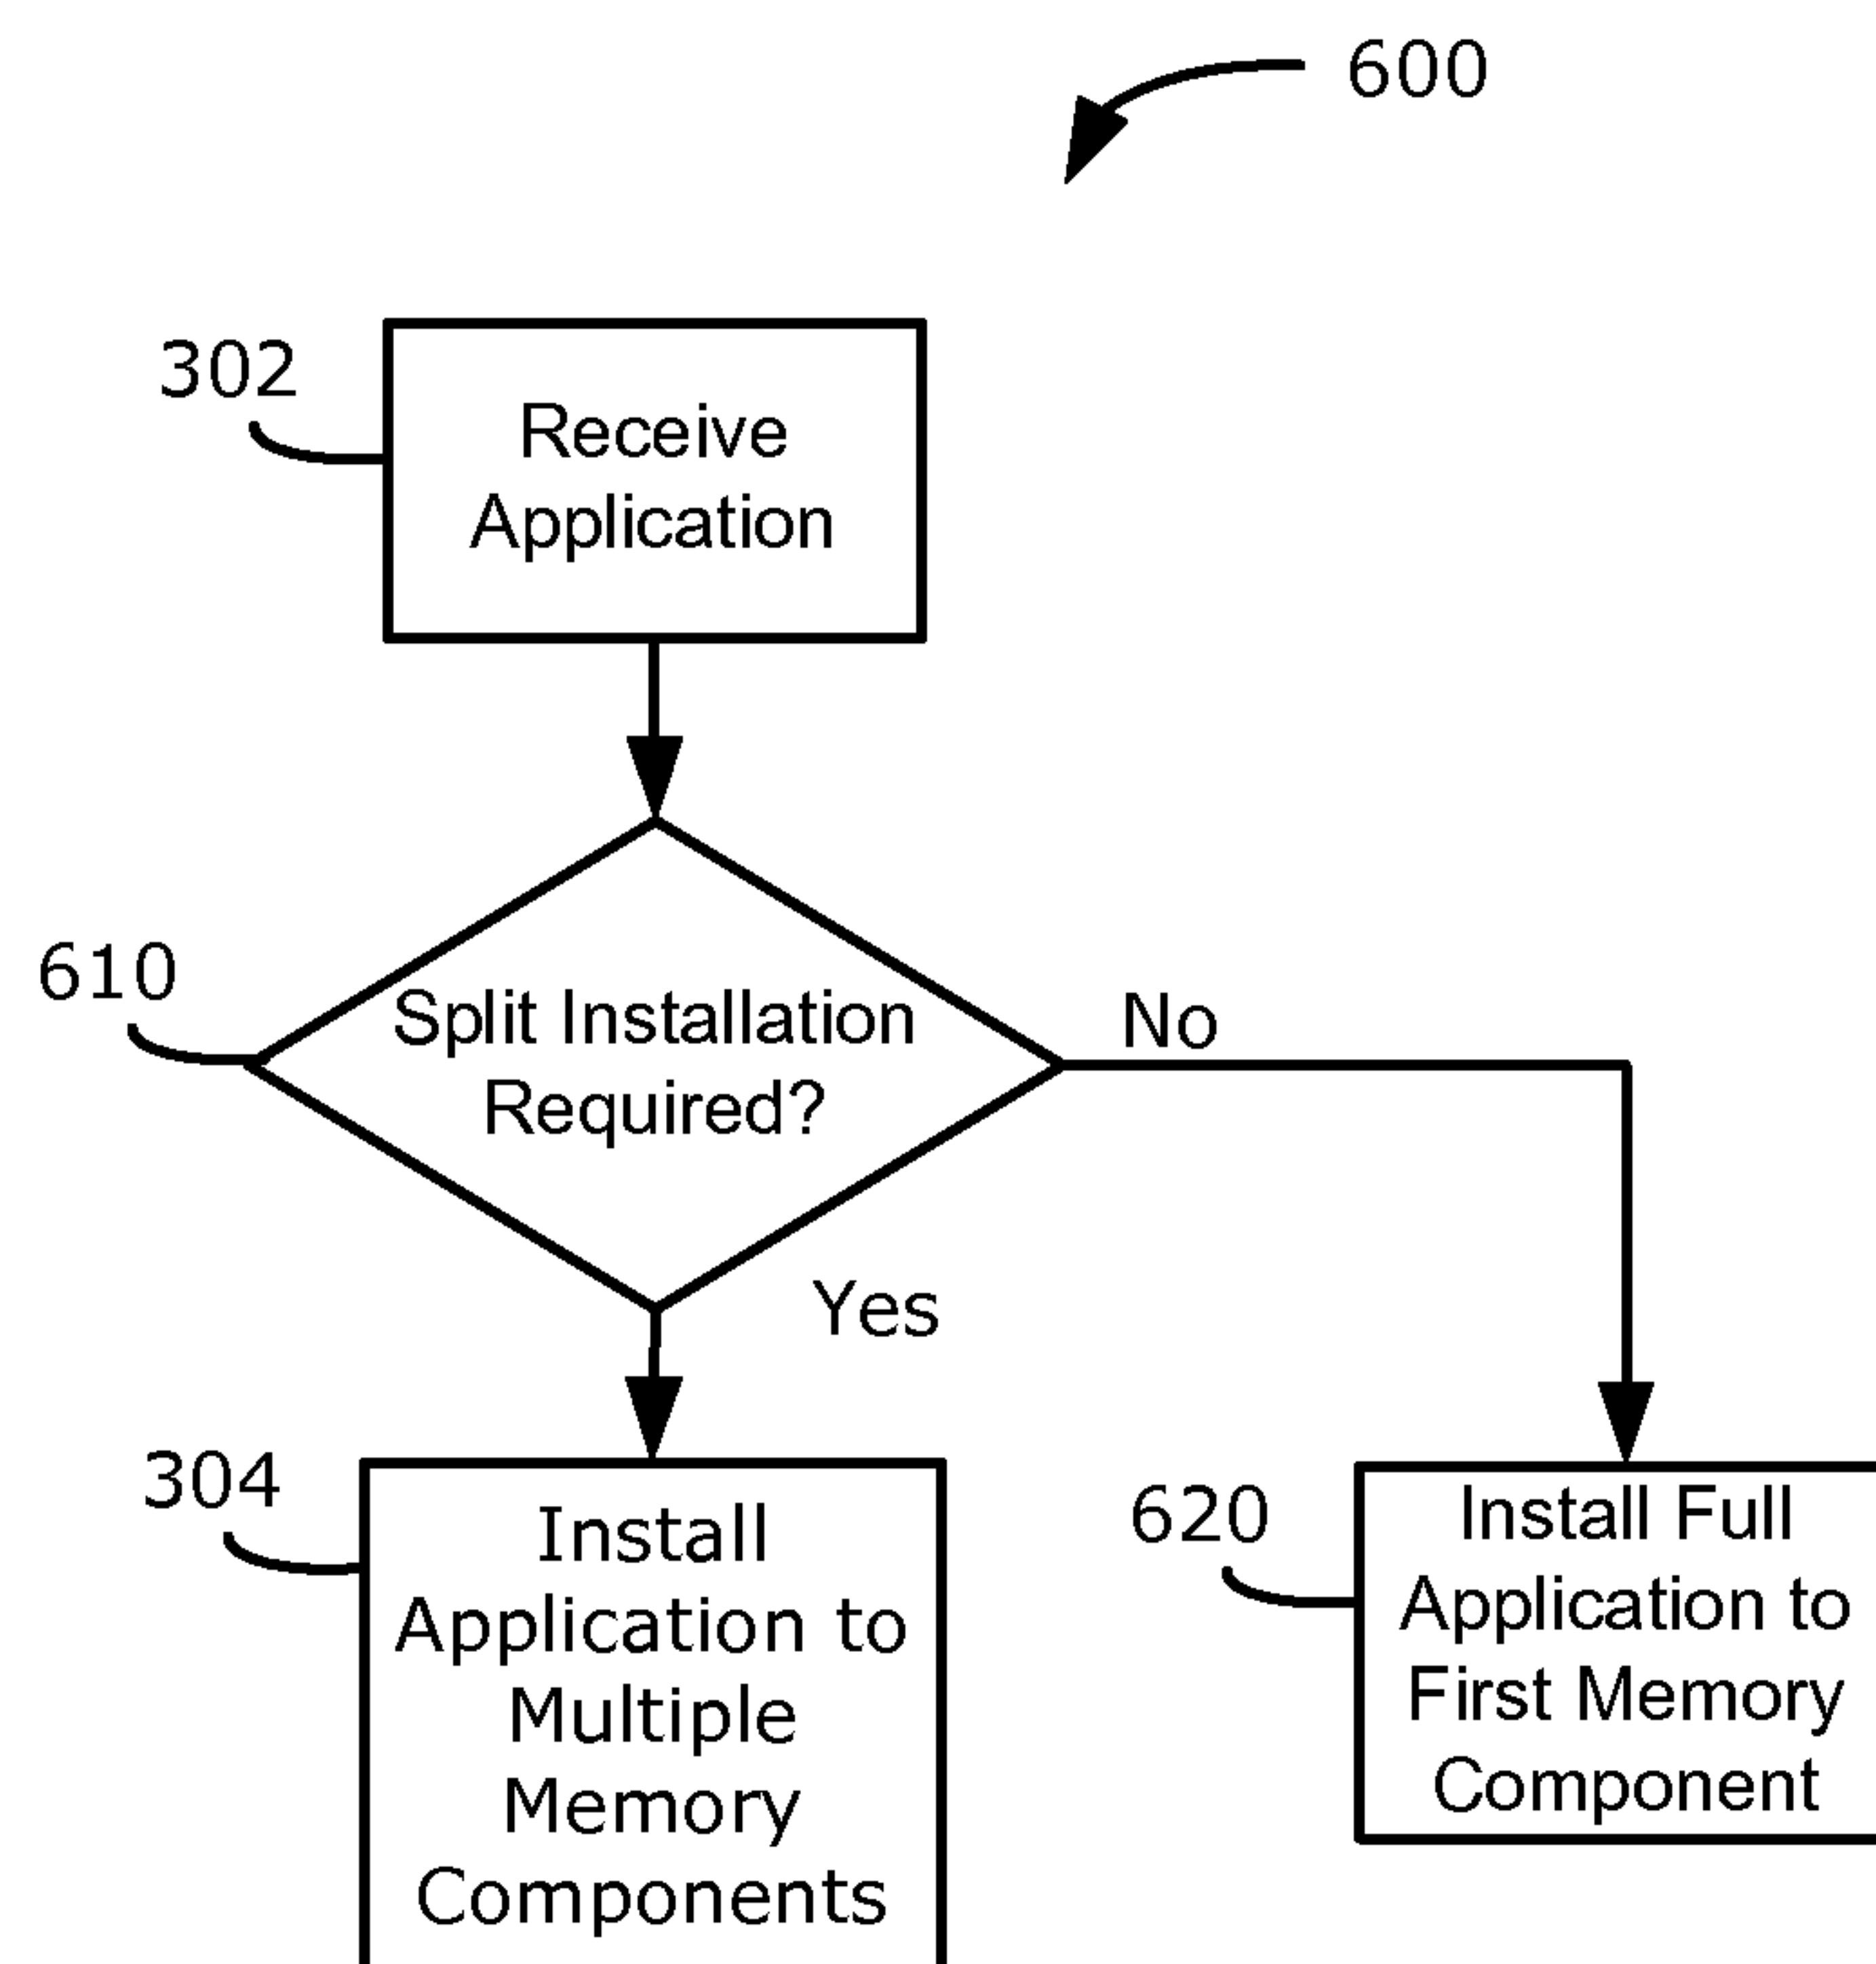 600
302
Receive
Application
610
Split Installation
Required?
No
Yes
304
Install
Application to
Multiple
Memory
Components
620
Install Full
Application to
First Memory
Component